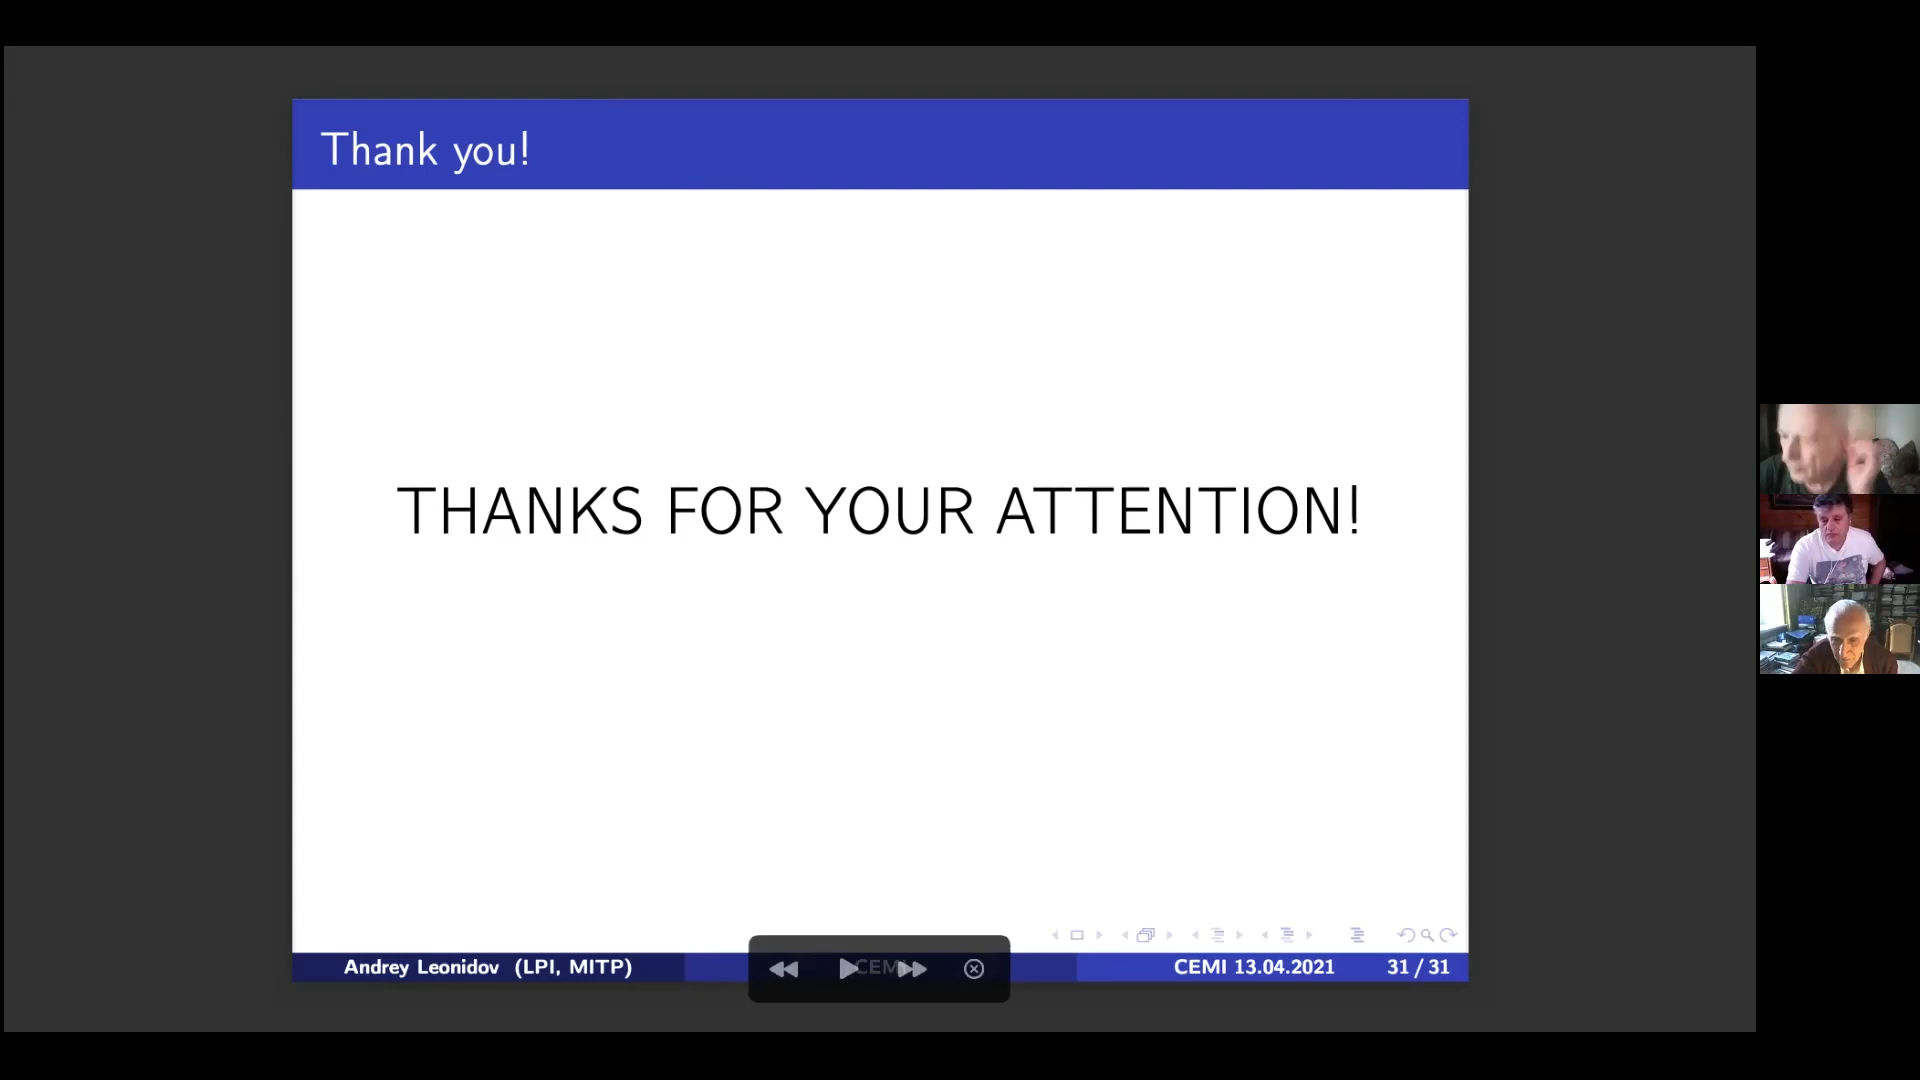 Thank you!
THANKS FOR YOUR ATTENTION!
Andrey Leonidov (LPI, MITP)
CEMI
CEMI 13.04.2021
31 / 31